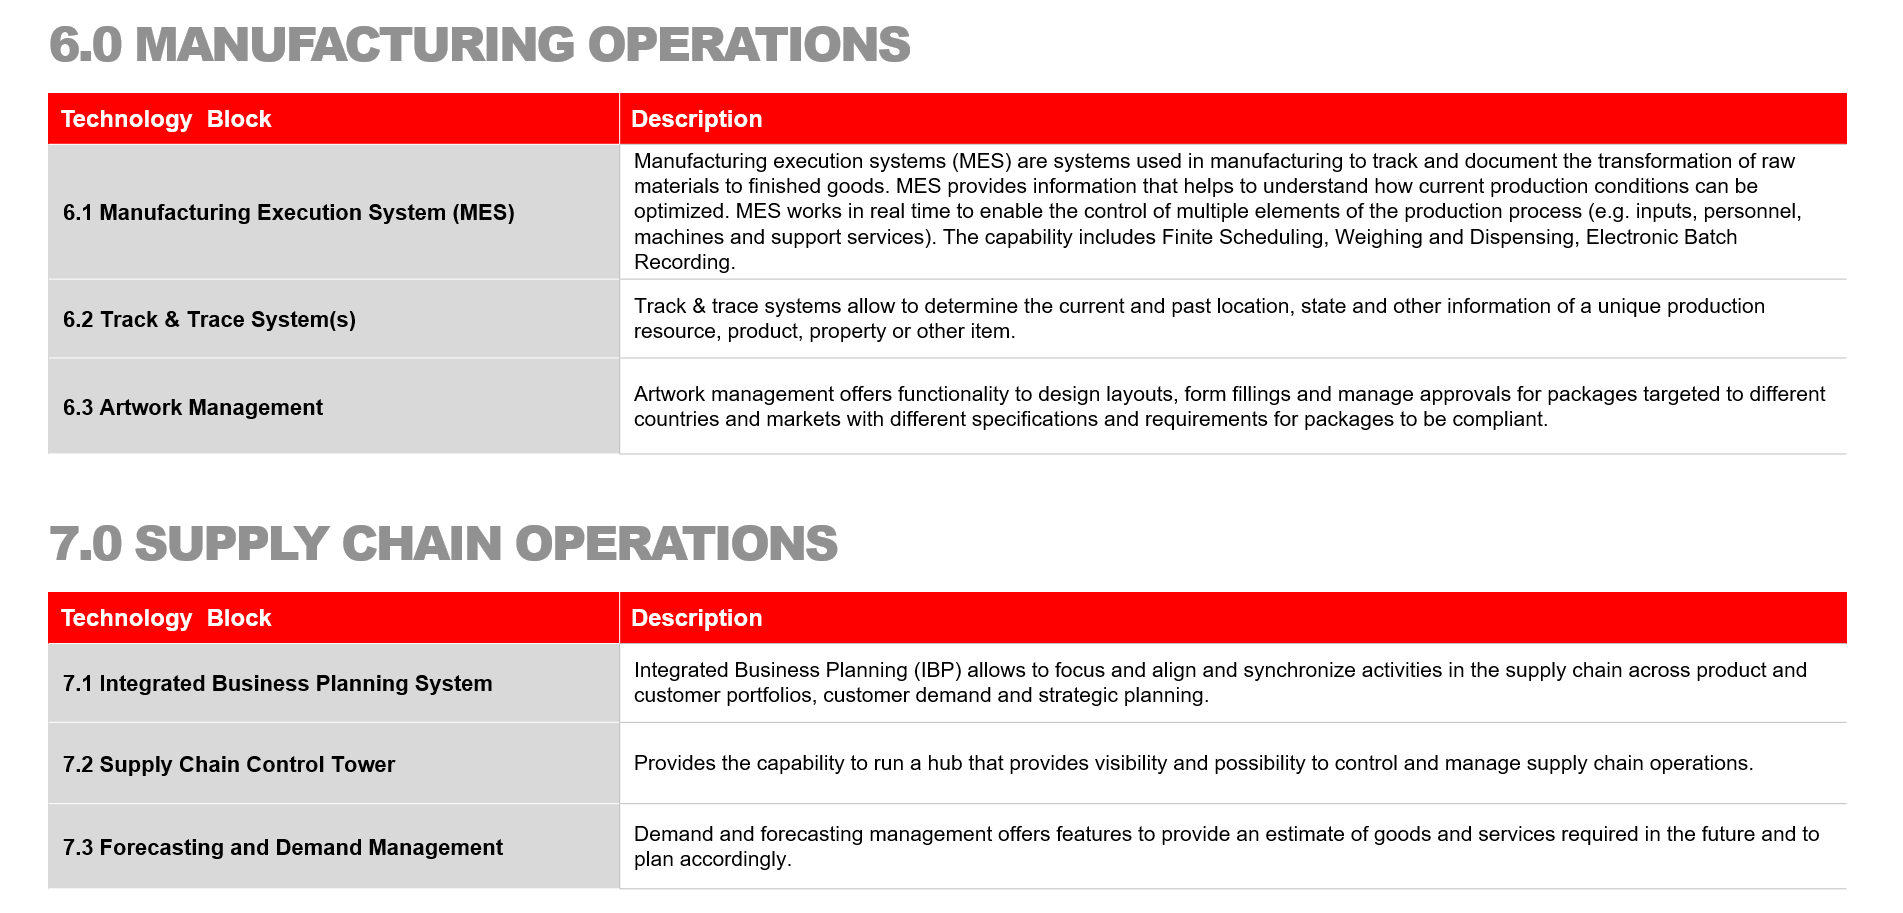 6.0 MANUFACTURING OPERATIONS
Technology Block
Description
6.1 Manufacturing Execution System (MES)
Manufacturing execution systems (MES) are systems used in manufacturing to track and document the transformation of raw
materials to finished goods. MES provides information that helps to understand how current production conditions can be
optimized. MES works in real time to enable the control of multiple elements of the production process (e.g. inputs, personnel,
machines and support services). The capability includes Finite Scheduling, Weighing and Dispensing, Electronic Batch
Recording.
6.2 Track & Trace System(s)
Track & trace systems allow to determine the current and past location, state and other information of a unique production
resource, product, property or other item.
6.3 Artwork Management
Artwork management offers functionality to design layouts, form fillings and manage approvals for packages targeted to different
countries and markets with different specifications and requirements for packages to be compliant.
7.0 SUPPLY CHAIN OPERATIONS
Technology Block
Description
7.1 Integrated Business Planning System
Integrated Business Planning (IBP) allows to focus and align and synchronize activities in the supply chain across product and
customer portfolios, customer demand and strategic planning.
7.2 Supply Chain Control Tower
Provides the capability to run a hub that provides visibility and possibility to control and manage supply chain operations.
7.3 Forecasting and Demand Management
Demand and forecasting management offers features to provide an estimate of goods and services required in the future and to
plan accordingly.